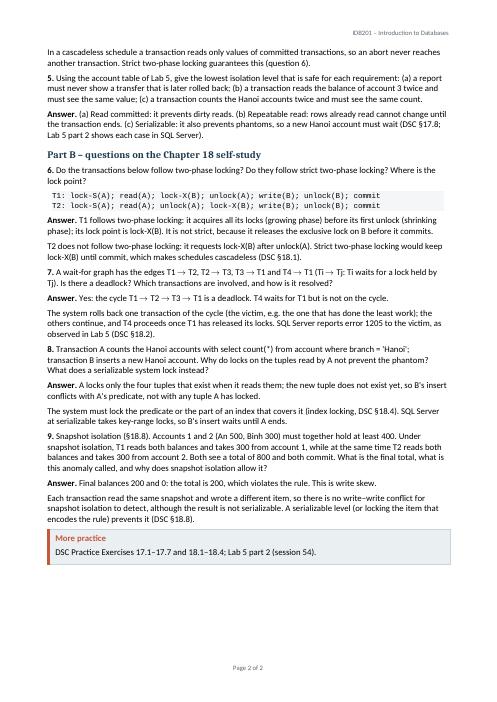 IDB201 – Introduction to Databases
In a cascadeless schedule a transaction reads only values of committed transactions, so an abort never reaches
another transaction. Strict two-phase locking guarantees this (question 6).
5. Using the account table of Lab 5, give the lowest isolation level that is safe for each requirement: (a) a report
must never show a transfer that is later rolled back; (b) a transaction reads the balance of account 3 twice and
must see the same value; (c) a transaction counts the Hanoi accounts twice and must see the same count.
Answer. (a) Read committed: it prevents dirty reads. (b) Repeatable read: rows already read cannot change until
the transaction ends. (c) Serializable: it also prevents phantoms, so a new Hanoi account must wait (DSC §17.8;
Lab 5 part 2 shows each case in SQL Server).
Part B – questions on the Chapter 18 self-study
6. Do the transactions below follow two-phase locking? Do they follow strict two-phase locking? Where is the
lock point?
T1: lock-S(A); read(A); lock-X(B); unlock(A); write(B); unlock(B); commit
T2: lock-S(A); read(A); unlock(A); lock-X(B); write(B); unlock(B); commit
Answer. T1 follows two-phase locking: it acquires all its locks (growing phase) before its first unlock (shrinking
phase); its lock point is lock-X(B). It is not strict, because it releases the exclusive lock on B before it commits.
T2 does not follow two-phase locking: it requests lock-X(B) after unlock(A). Strict two-phase locking would keep
lock-X(B) until commit, which makes schedules cascadeless (DSC §18.1).
7. A wait-for graph has the edges T1 → T2, T2 → T3, T3 → T1 and T4 → T1 (Ti → Tj: Ti waits for a lock held by
Tj). Is there a deadlock? Which transactions are involved, and how is it resolved?
Answer. Yes: the cycle T1 → T2 → T3 → T1 is a deadlock. T4 waits for T1 but is not on the cycle.
The system rolls back one transaction of the cycle (the victim, e.g. the one that has done the least work); the
others continue, and T4 proceeds once T1 has released its locks. SQL Server reports error 1205 to the victim, as
observed in Lab 5 (DSC §18.2).
8. Transaction A counts the Hanoi accounts with select count(*) from account where branch = 'Hanoi';
transaction B inserts a new Hanoi account. Why do locks on the tuples read by A not prevent the phantom?
What does a serializable system lock instead?
Answer. A locks only the four tuples that exist when it reads them; the new tuple does not exist yet, so B's insert
conflicts with A's predicate, not with any tuple A has locked.
The system must lock the predicate or the part of an index that covers it (index locking, DSC §18.4). SQL Server
at serializable takes key-range locks, so B's insert waits until A ends.
9. Snapshot isolation (§18.8). Accounts 1 and 2 (An 500, Binh 300) must together hold at least 400. Under
snapshot isolation, T1 reads both balances and takes 300 from account 1, while at the same time T2 reads both
balances and takes 300 from account 2. Both see a total of 800 and both commit. What is the final total, what is
this anomaly called, and why does snapshot isolation allow it?
Answer. Final balances 200 and 0: the total is 200, which violates the rule. This is write skew.
Each transaction read the same snapshot and wrote a different item, so there is no write–write conflict for
snapshot isolation to detect, although the result is not serializable. A serializable level (or locking the item that
encodes the rule) prevents it (DSC §18.8).
More practice
DSC Practice Exercises 17.1–17.7 and 18.1–18.4; Lab 5 part 2 (session 54).
Page 2 of 2